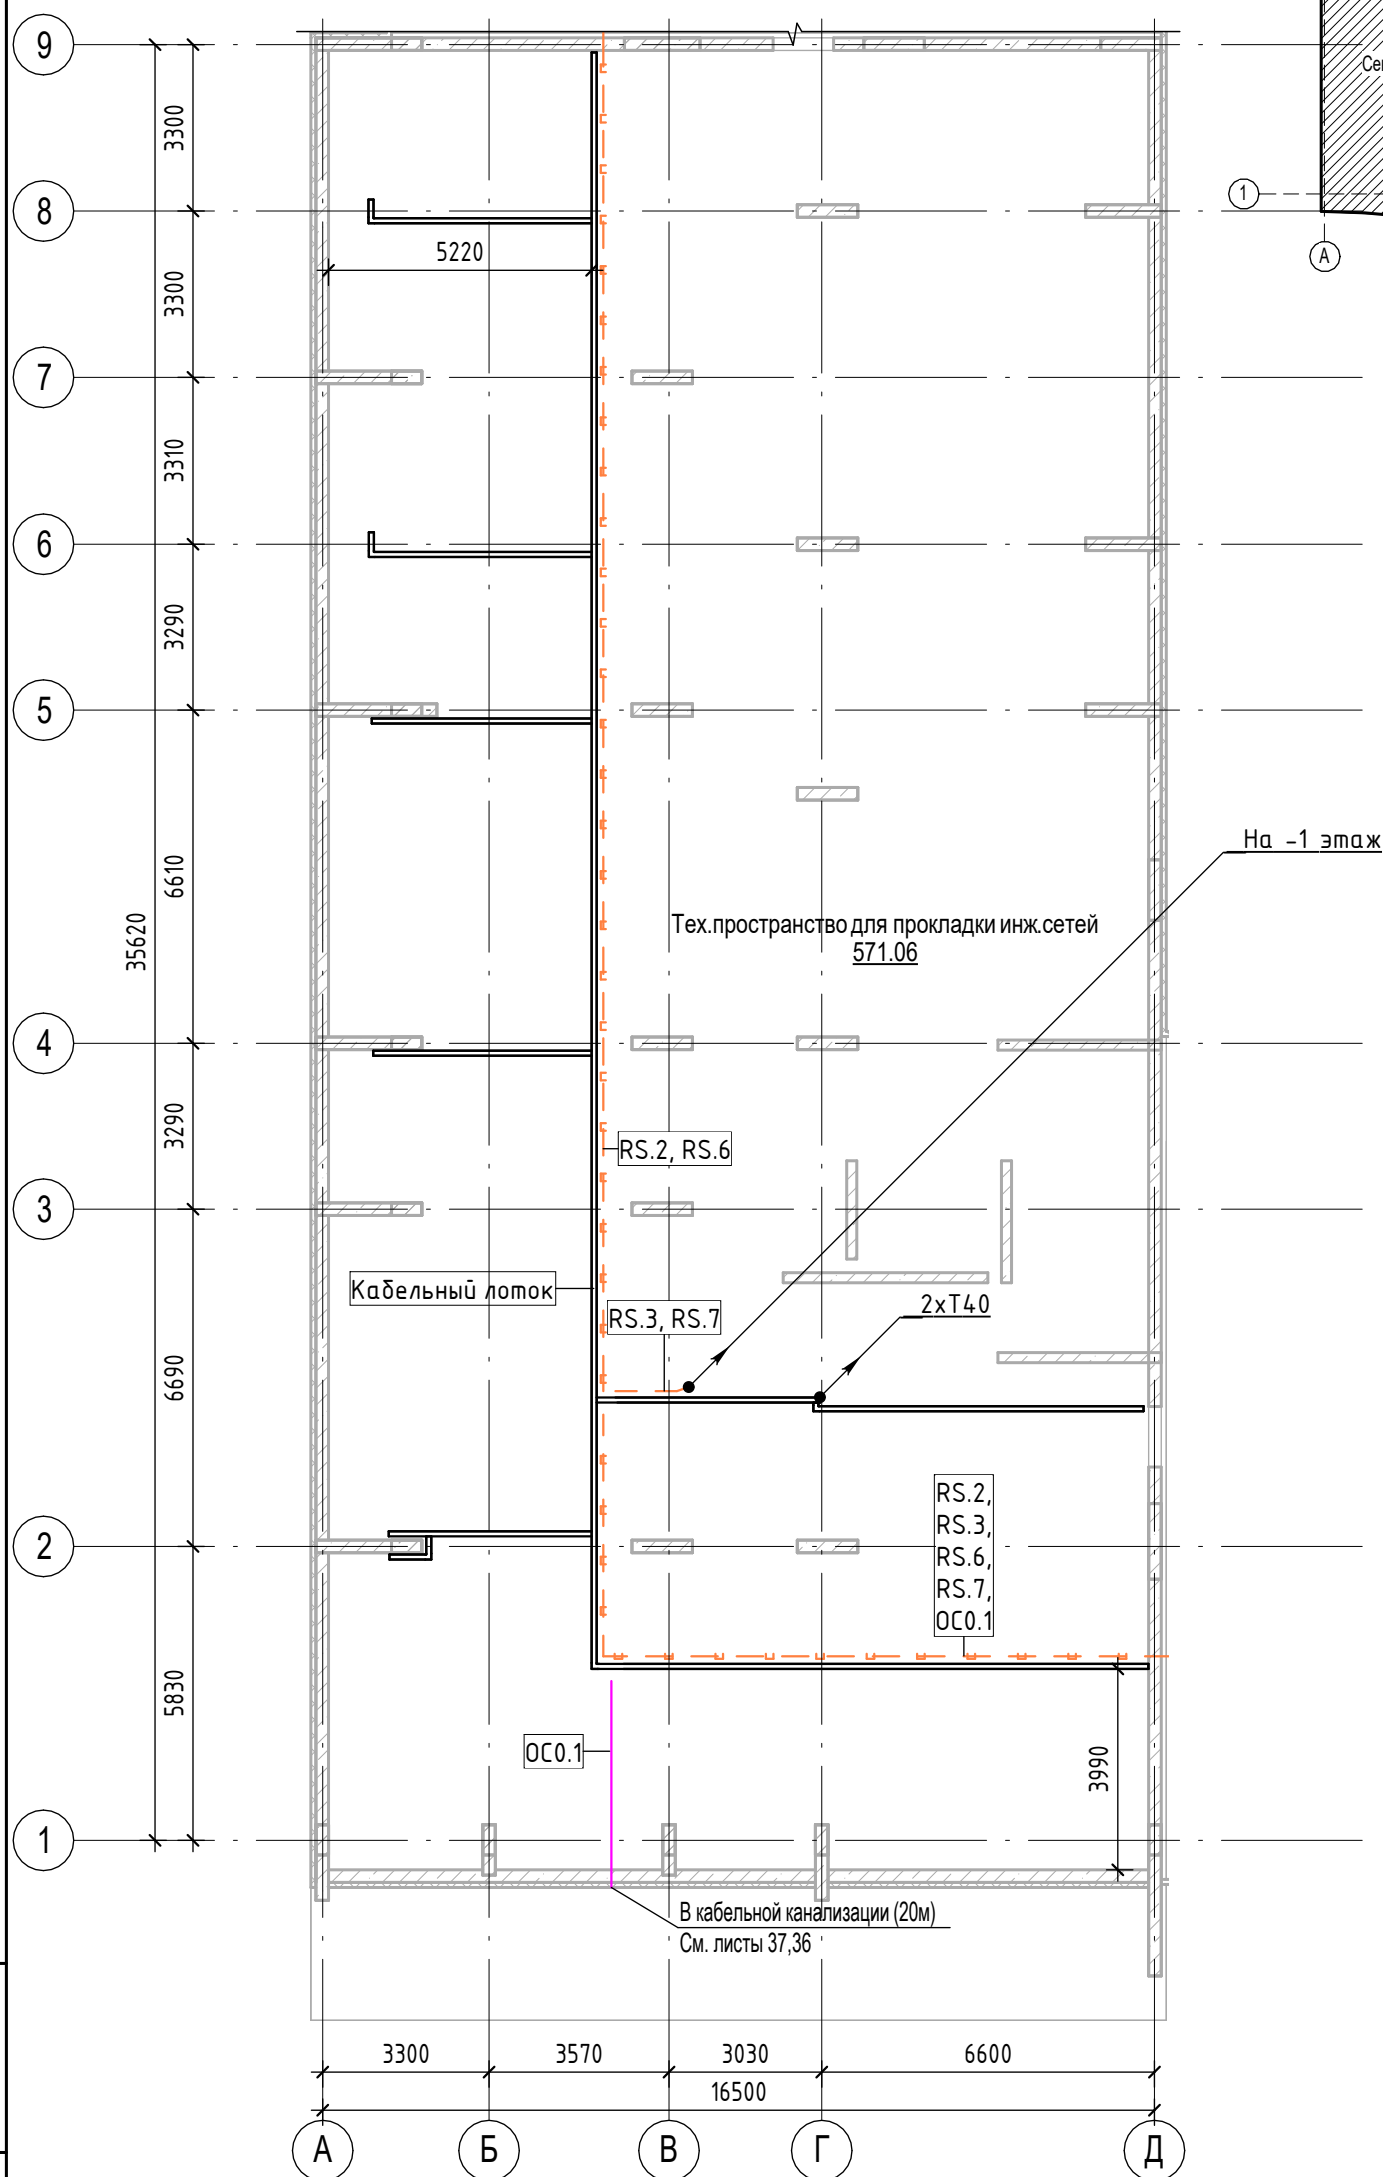 9
3300
Се
1
А
8
5220
3300
7
3310
6
3290
5
6610
На -1 этаж
35620
Тех.пространство для прокладки инж.сетей
571.06
4
3290
RS.2, RS.6
3
Кабельный лоток
RS.3, RS.7
2хТ40
6690
RS.2,
RS.3,
RS.6,
RS.7,
ОС0.1
2
5830
ОС0.1
3990
1
В кабельной канализации (20м)
См. листы 37,36
3300
3570
3030
6600
16500
А
Б
В
Г
Д